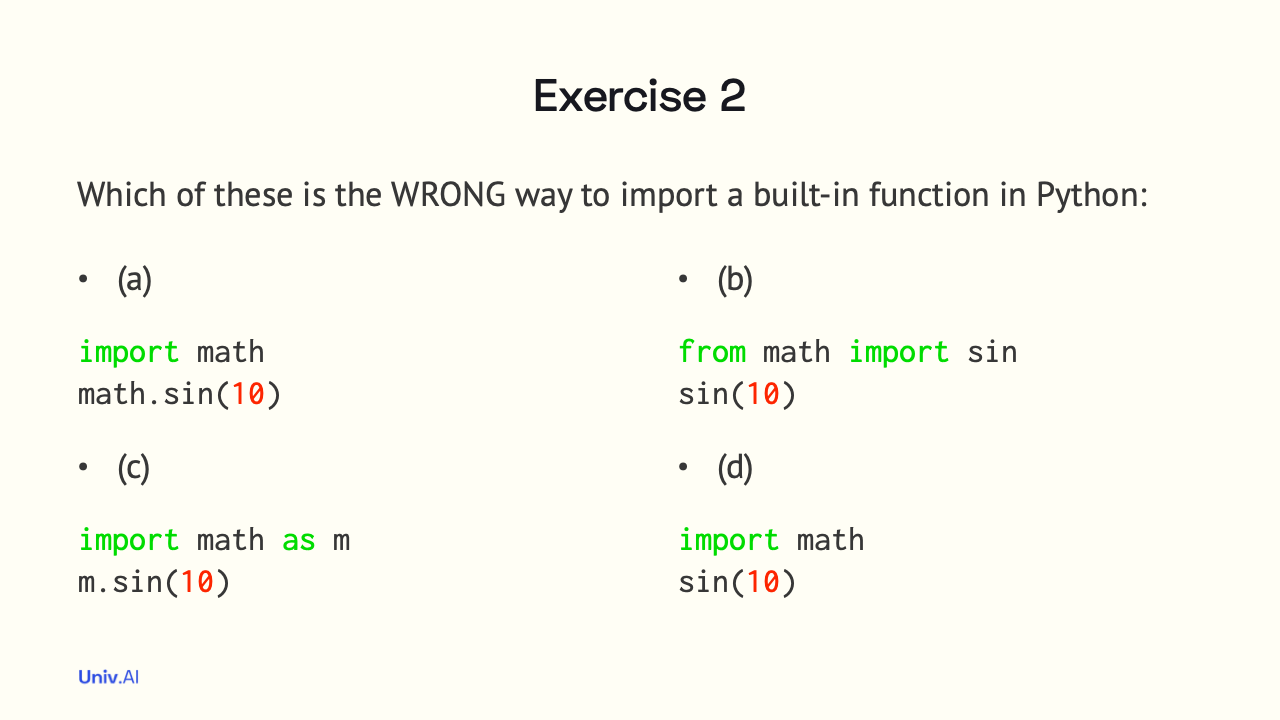 Exercise 2
Which of these is the WRONG way to import a built-in function in Python:
• (a)
import math
math.sin(10)
• (b)
from math import sin
sin(10)
• (c)
import math as m
m.sin(10)
• (d)
import math
sin(10)
Univ.AI